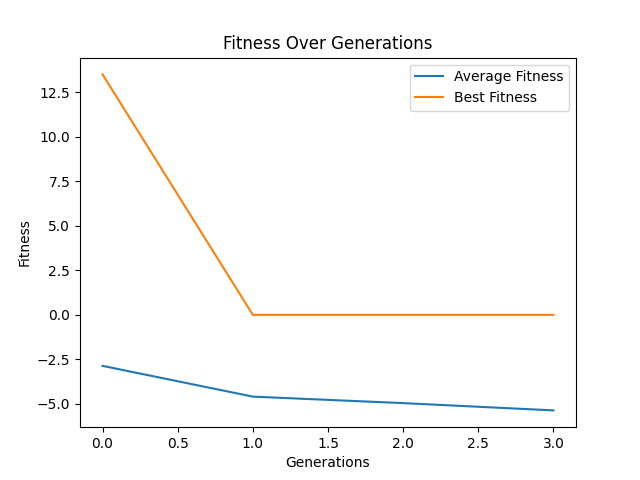 Fitness Over Generations
Average Fitness
Best Fitness
12.5
10.0
7.5
5.0
2.5
0.0
−2.5
−5.0
Fitness
0.0 0.5 1.0 1.5 2.0 2.5 3.0
Generations